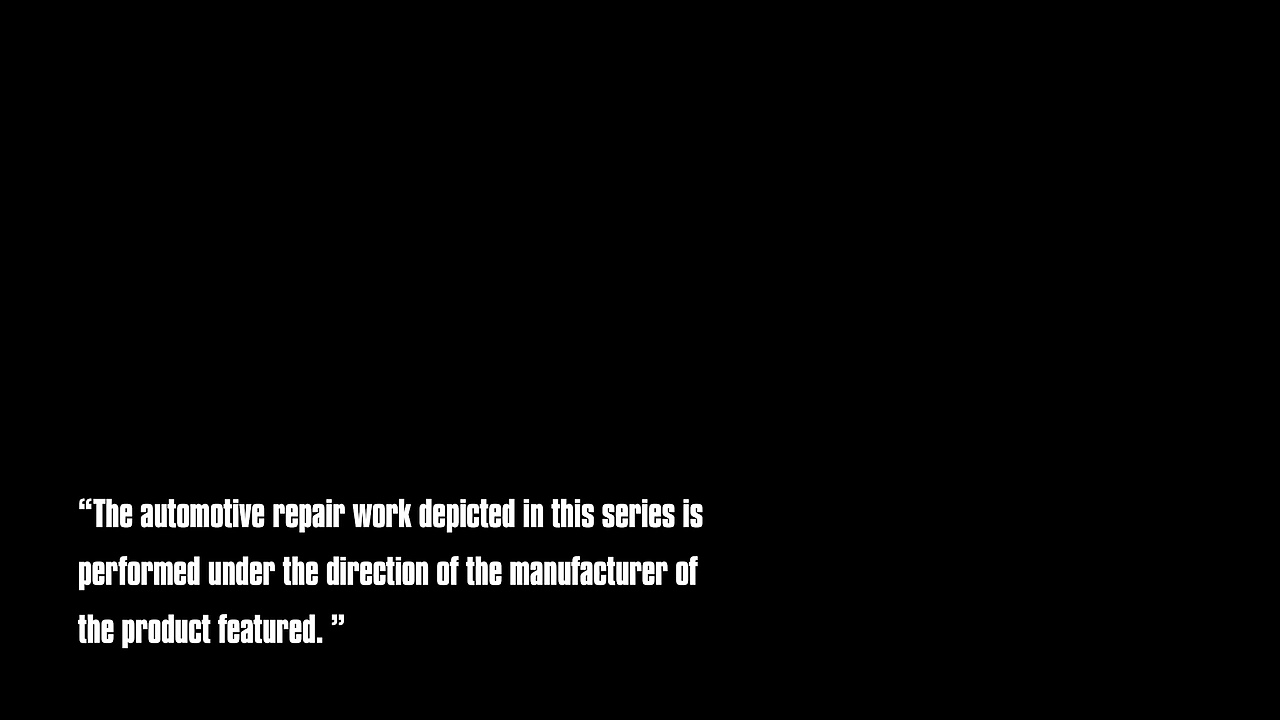 “The automotive repair work depicted in this series is
performed under the direction of the manufacturer of
the product featured. ”